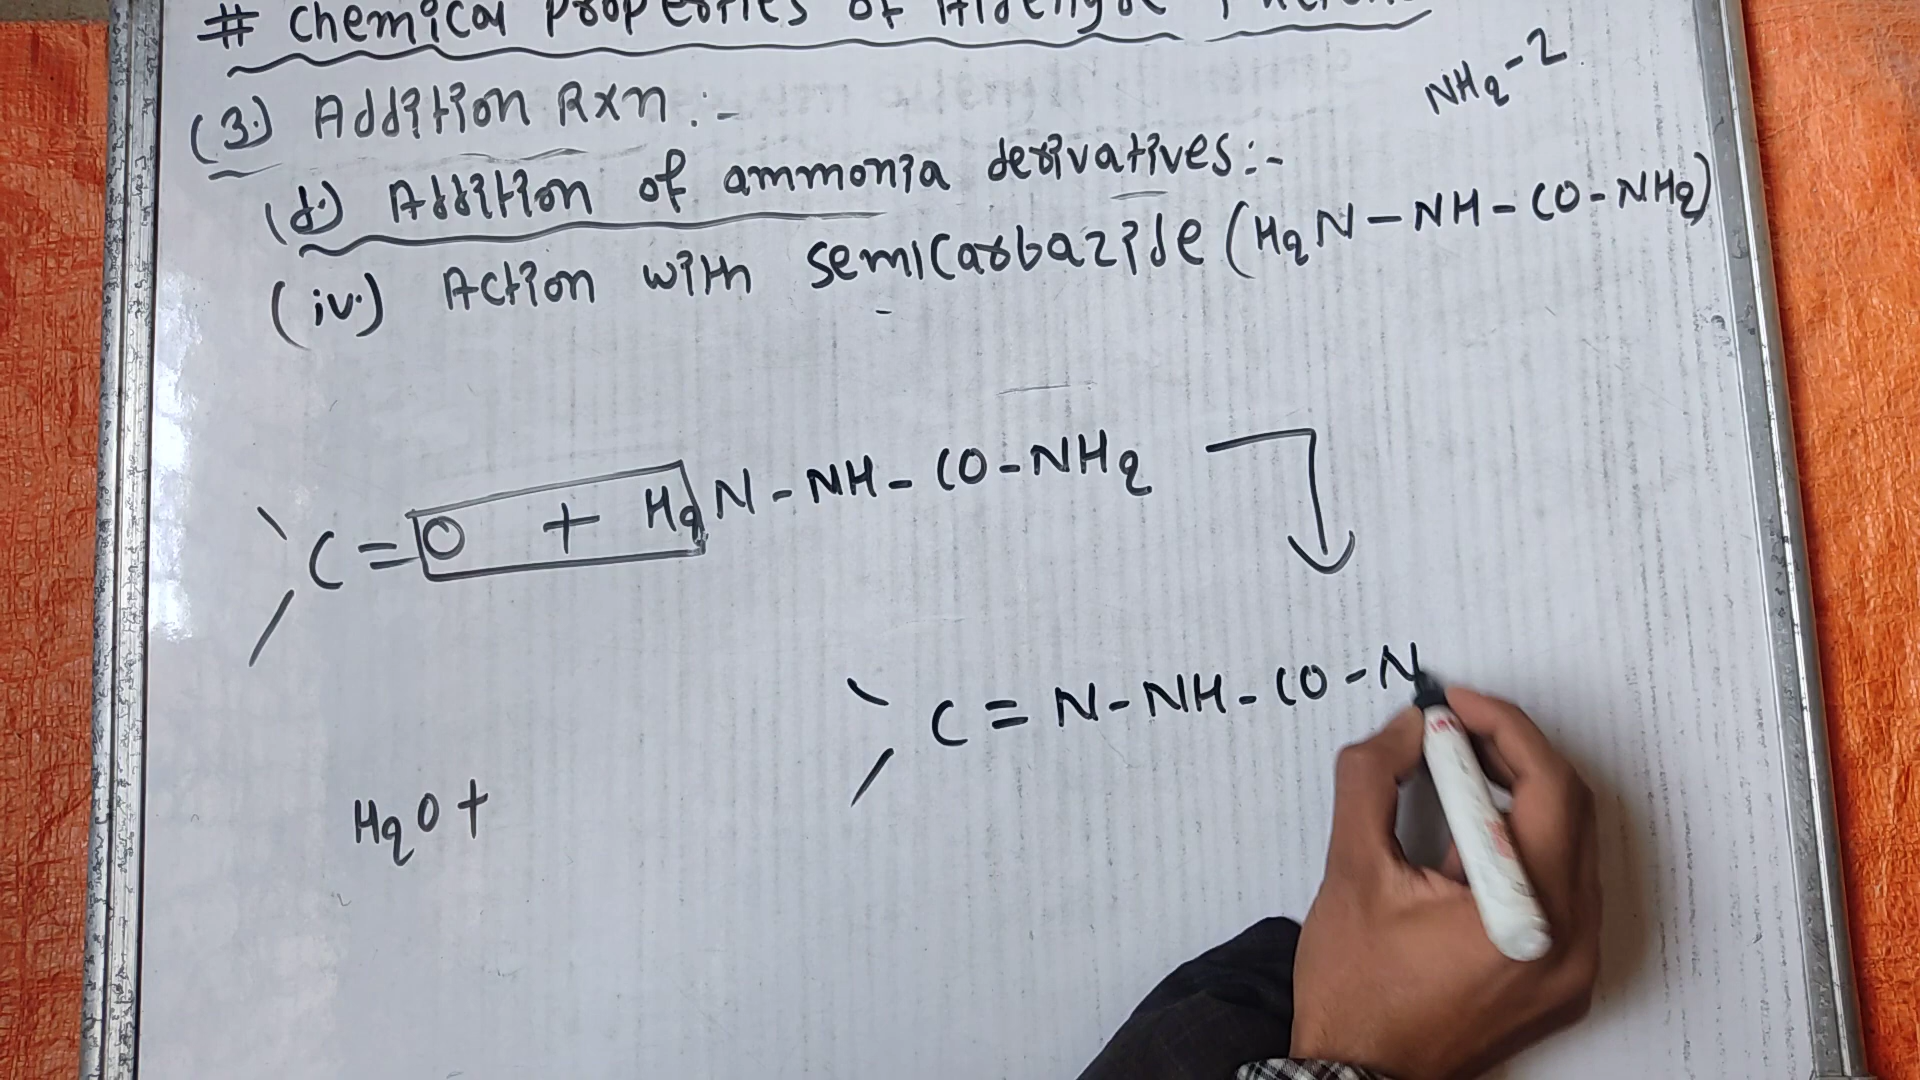 # Chemical Properties of Aldehyde
NH₂-Z
(3.) Addition Rxn :-
(d.) Addition of ammonia derivatives:-
(iv.) Action with semicarbazide (H₂N-NH-CO-NH₂)
C=O + H₂N-NH-CO-NH₂
C=N-NH-CO-N
H₂O+